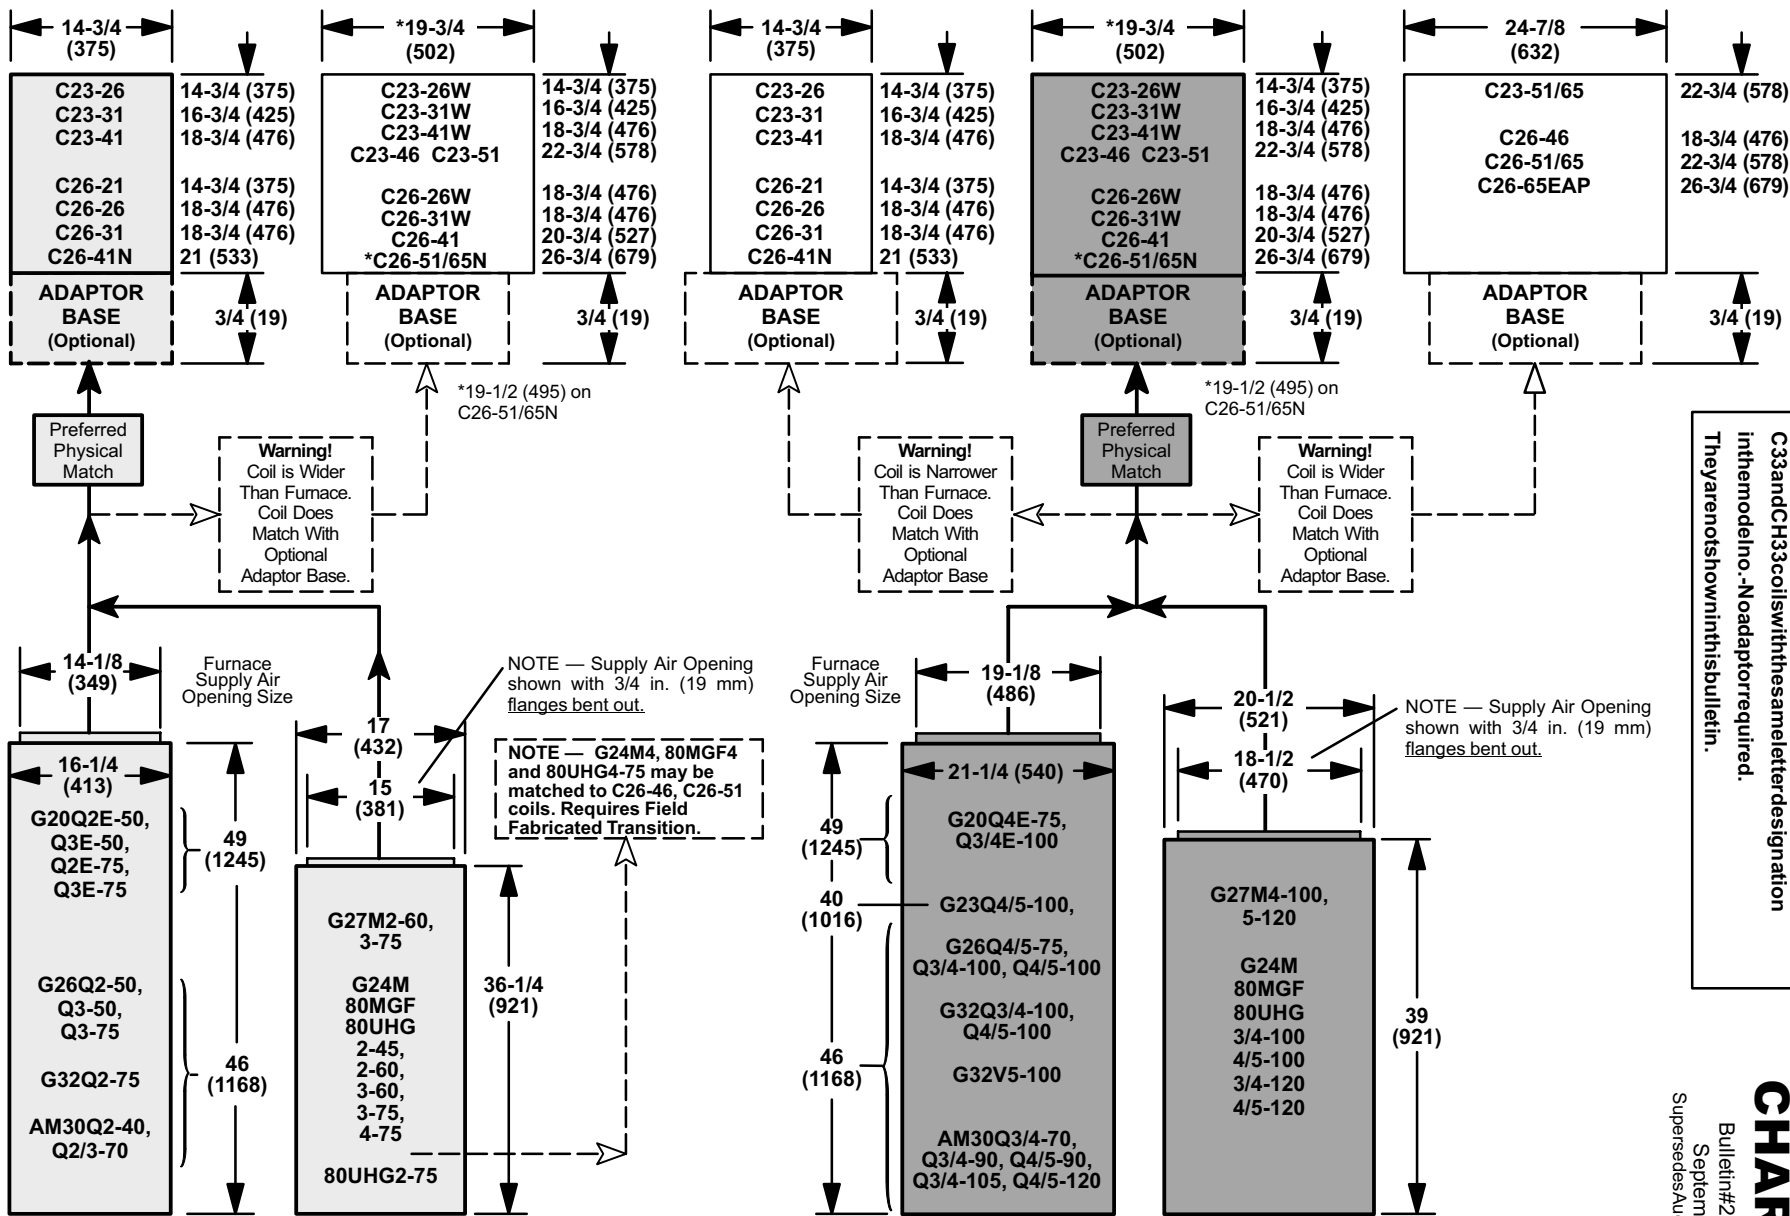 14-3/4
(375)
C23-26
C23-31
C23-41
C26-21
C26-26
C26-31
C26-41N
14-3/4 (375)
16-3/4 (425)
18-3/4 (476)
14-3/4 (375)
18-3/4 (476)
18-3/4 (476)
21 (533)
ADAPTOR
BASE
(Optional)
3/4 (19)
*19-3/4
(502)
C23-26W
C23-31W
C23-41W
C23-46 C23-51
C26-26W
C26-31W
C26-41
*C26-51/65N
14-3/4 (375)
16-3/4 (425)
18-3/4 (476)
22-3/4 (578)
18-3/4 (476)
18-3/4 (476)
20-3/4 (527)
26-3/4 (679)
ADAPTOR
BASE
(Optional)
3/4 (19)
*19-1/2 (495) on
C26-51/65N
14-3/4
(375)
C23-26
C23-31
C23-41
C26-21
C26-26
C26-31
C26-41N
14-3/4 (375)
16-3/4 (425)
18-3/4 (476)
14-3/4 (375)
18-3/4 (476)
18-3/4 (476)
21 (533)
ADAPTOR
BASE
(Optional)
3/4 (19)
*19-3/4
(502)
C23-26W
C23-31W
C23-41W
C23-46 C23-51
C26-26W
C26-31W
C26-41
*C26-51/65N
14-3/4 (375)
16-3/4 (425)
18-3/4 (476)
22-3/4 (578)
18-3/4 (476)
18-3/4 (476)
20-3/4 (527)
26-3/4 (679)
ADAPTOR
BASE
(Optional)
3/4 (19)
*19-1/2 (495) on
C26-51/65N
24-7/8
(632)
C23-51/65
C26-46
C26-51/65
C26-65EAP
22-3/4 (578)
18-3/4 (476)
22-3/4 (578)
26-3/4 (679)
ADAPTOR
BASE
(Optional)
3/4 (19)
Preferred
Physical
Match
Warning!
Coil is Wider
Than Furnace.
Coil Does
Match With
Optional
Adaptor Base.
Warning!
Coil is Narrower
Than Furnace.
Coil Does
Match With
Optional
Adaptor Base
Preferred
Physical
Match
Warning!
Coil is Wider
Than Furnace.
Coil Does
Match With
Optional
Adaptor Base.
14-1/8
(349)
Furnace
Supply Air
Opening Size
16-1/4
(413)
G20Q2E-50,
Q3E-50,
Q2E-75,
Q3E-75
49
(1245)
G26Q2-50,
Q3-50,
Q3-75
G32Q2-75
AM30Q2-40,
Q2/3-70
46
(1168)
17
(432)
15
(381)
NOTE — Supply Air Opening
shown with 3/4 in. (19 mm)
flanges bent out.
NOTE — G24M4, 80MGF4
and 80UHG4-75 may be
matched to C26-46, C26-51
coils. Requires Field
Fabricated Transition.
G27M2-60,
3-75
G24M
80MGF
80UHG
2-45,
2-60,
3-60,
3-75,
4-75
80UHG2-75
36-1/4
(921)
Furnace
Supply Air
Opening Size
19-1/8
(486)
21-1/4 (540)
49
(1245)
40
(1016)
46
(1168)
G20Q4E-75,
Q3/4E-100
G23Q4/5-100,
G26Q4/5-75,
Q3/4-100, Q4/5-100
G32Q3/4-100,
Q4/5-100
G32V5-100
AM30Q3/4-70,
Q3/4-90, Q4/5-90,
Q3/4-105, Q4/5-120
20-1/2
(521)
18-1/2
(470)
NOTE — Supply Air Opening
shown with 3/4 in. (19 mm)
flanges bent out.
G27M4-100,
5-120
G24M
80MGF
80UHG
3/4-100
4/5-100
3/4-120
4/5-120
39
(921)
C33andCH33coilswiththesameletterdesignation
inthemodelno.-Noadaptorrequired.
Theyarenotshowninthisbulletin.
CHAR
Bulletin#2
Septem
SupersedesAu